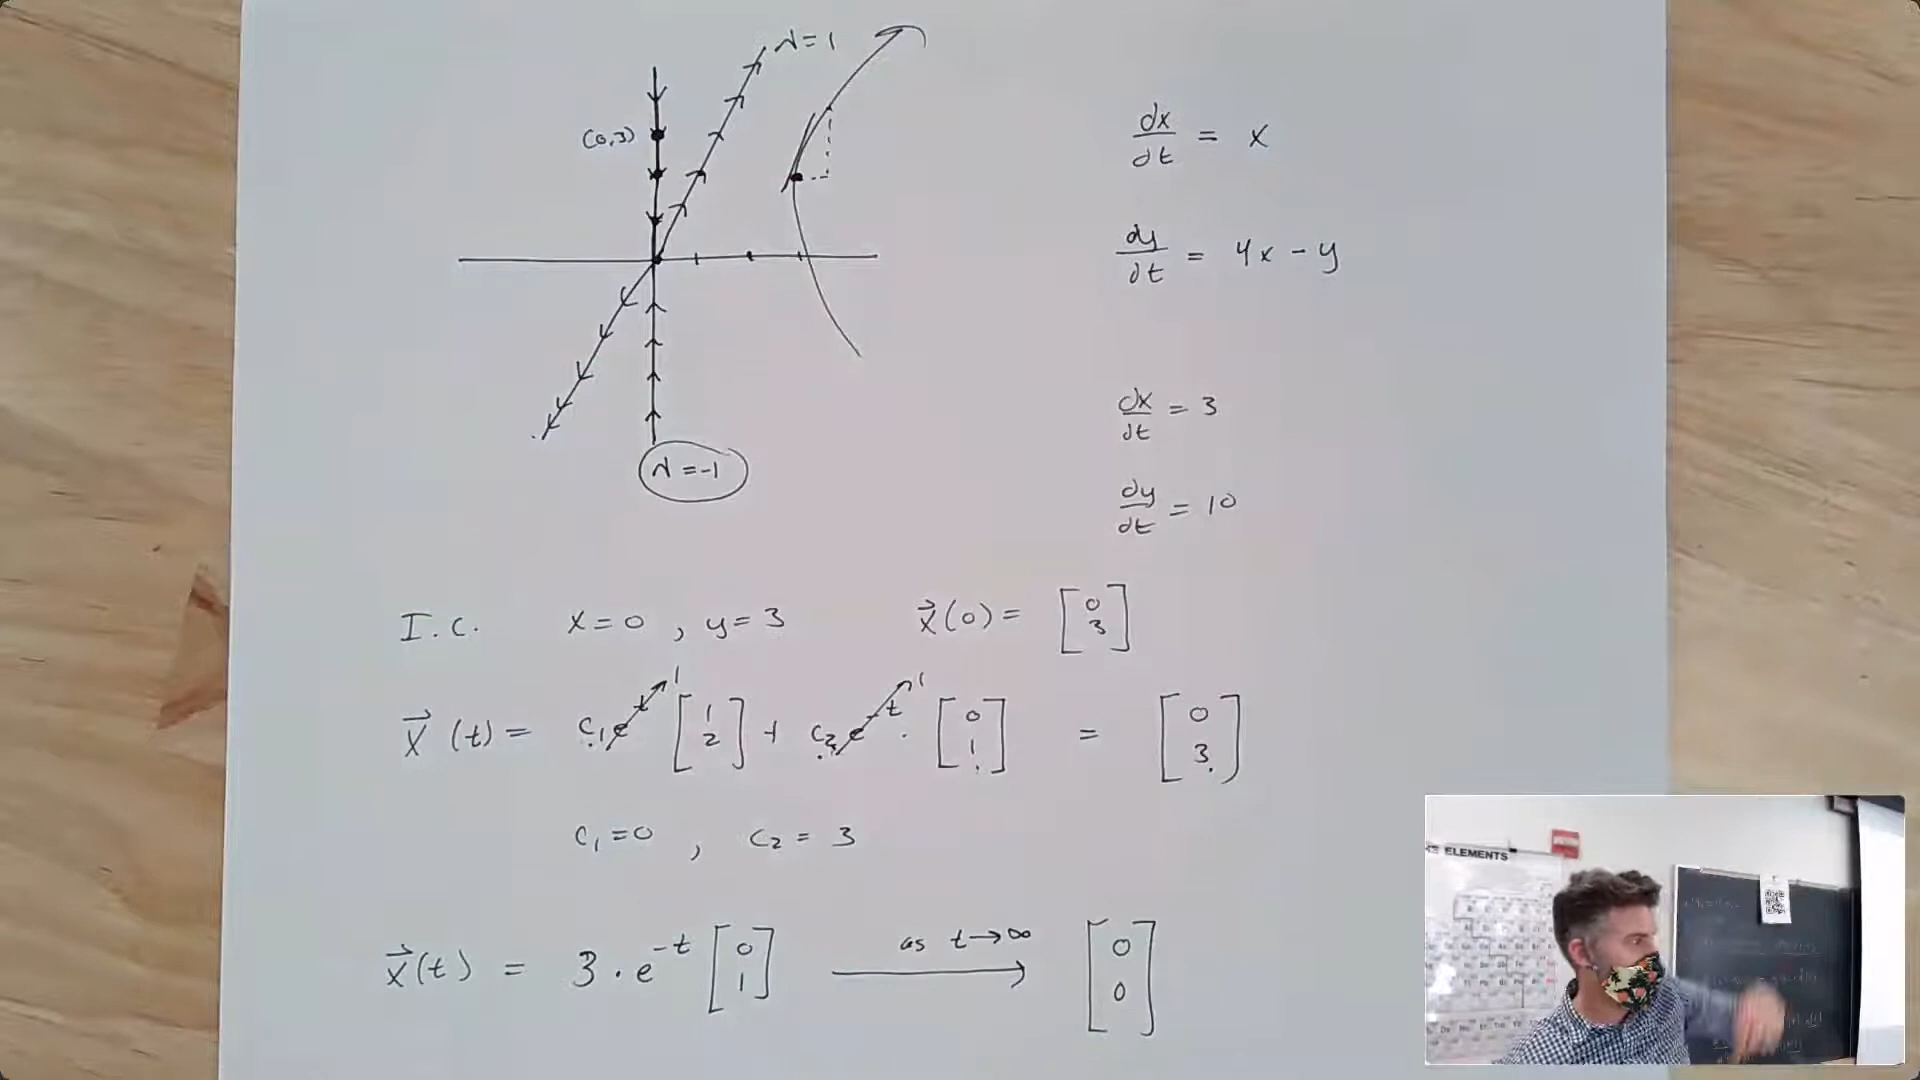 λ=1
(0,3)
dx/dt = x
dy/dt = 4x - y
dx/dt = 3
dy/dt = 10
λ=-1
I.C. x=0, y=3 x⃗(0) = [0 3]
x⃗(t) = c₁e^t [1 2] + c₂e^-t [0 1] = [0 3]
1 1
c₁=0, c₂=3
x⃗(t) = 3·e^-t [0 1] as t→∞ [0 0]
ELEMENTS